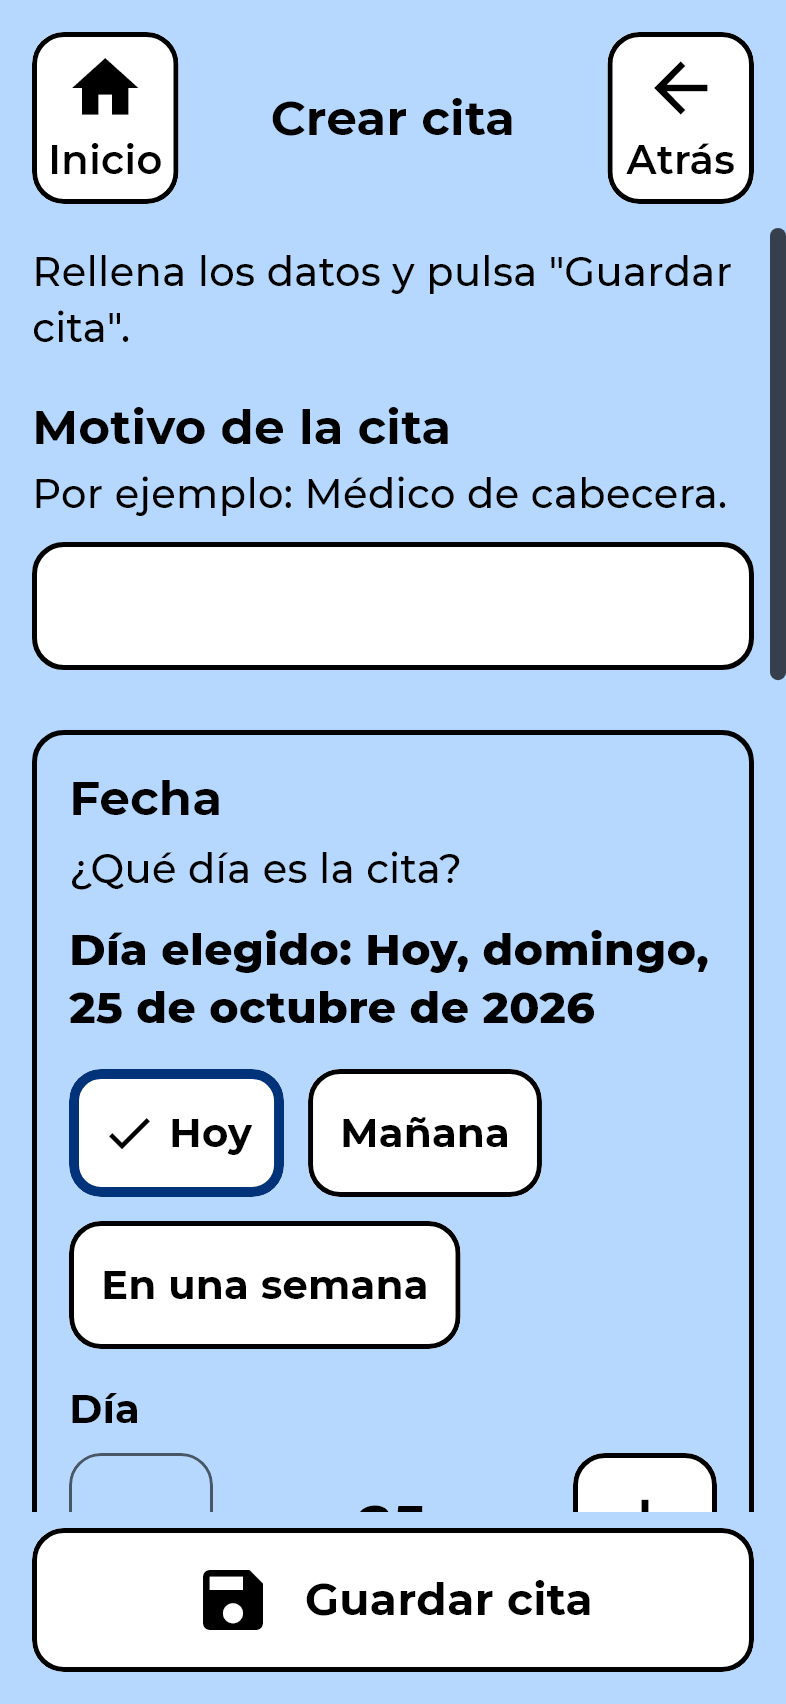 Inicio
Crear cita
Atrás
Rellena los datos y pulsa "Guardar
cita".
Motivo de la cita
Por ejemplo: Médico de cabecera.
Fecha
¿Qué día es la cita?
Día elegido: Hoy, domingo,
25 de octubre de 2026
Hoy
Mañana
En una semana
Día
Guardar cita